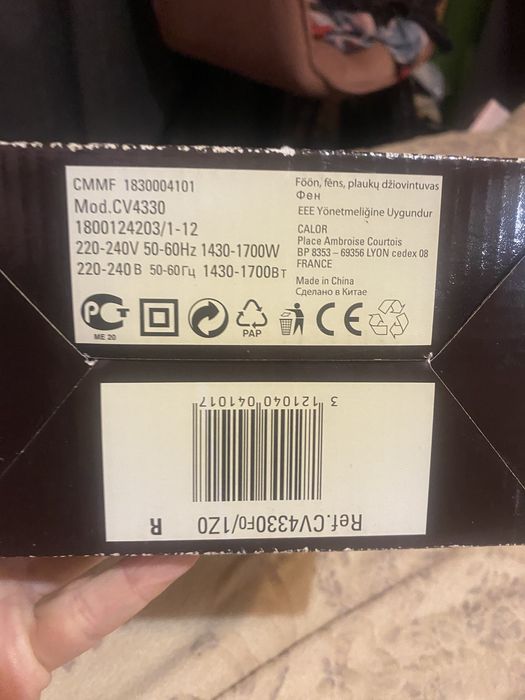 CMMF 1830004101
Mod.CV4330
1800124203/1-12
220-240V 50-60Hz 1430-1700W
220-240В 50-60Гц 1430-1700Вт
Föön, fēns, plaukų džiovintuvas
Фен
EEE Yönetmeliğine Uygundur
CALOR
Place Ambroise Courtois
BP 8353 – 69356 LYON cedex 08
FRANCE
Made in China
Сделано в Китае
РСТ
ME 20
PAP
CE
3 121040 041017
Ref.CV4330F0/1Z0 R